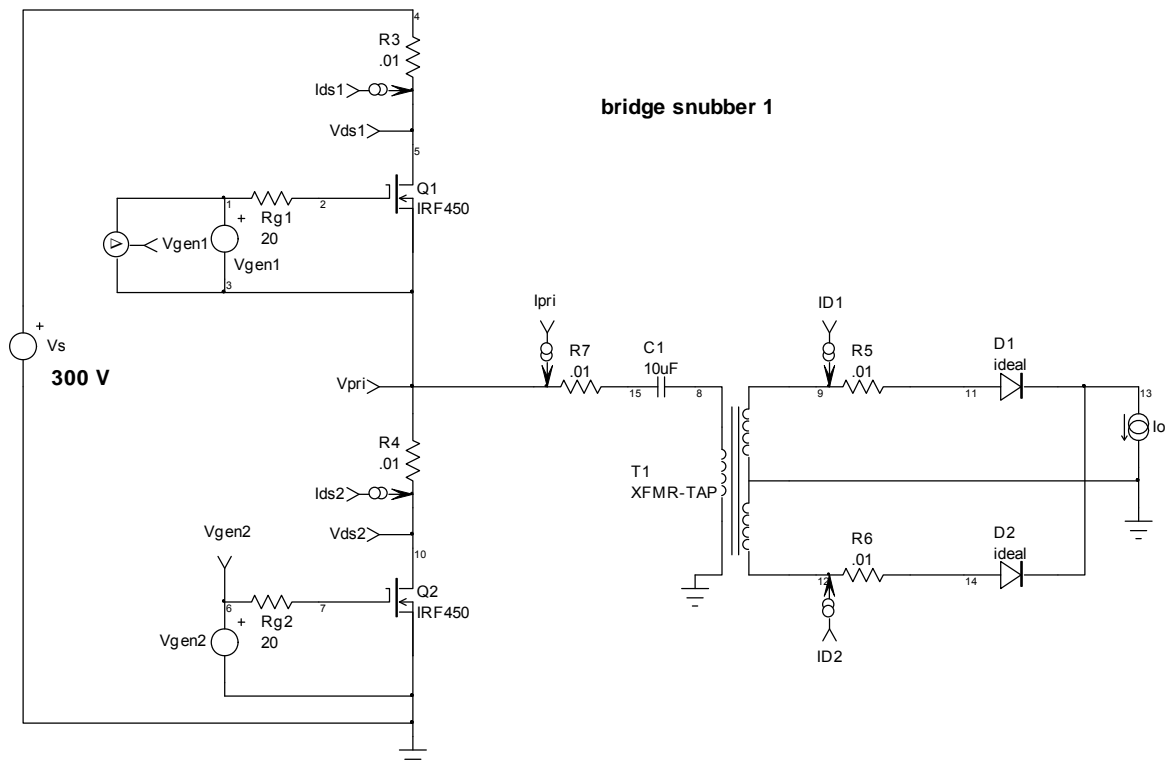 4
R3
.01
Ids1
bridge snubber 1
Vds1
5
Q1
IRF450
1
+
Rg1
20
2
V
Vgen1
Vgen1
3
+
Vs
300 V
Ipri
ID1
R7
.01
C1
10uF
R5
.01
D1
ideal
Vpri
15
8
9
11
13
Io
R4
.01
T1
XFMR-TAP
Ids2
Vgen2
Vds2
10
R6
.01
D2
ideal
12
14
Q2
IRF450
6
+
Rg2
20
7
Vgen2
ID2